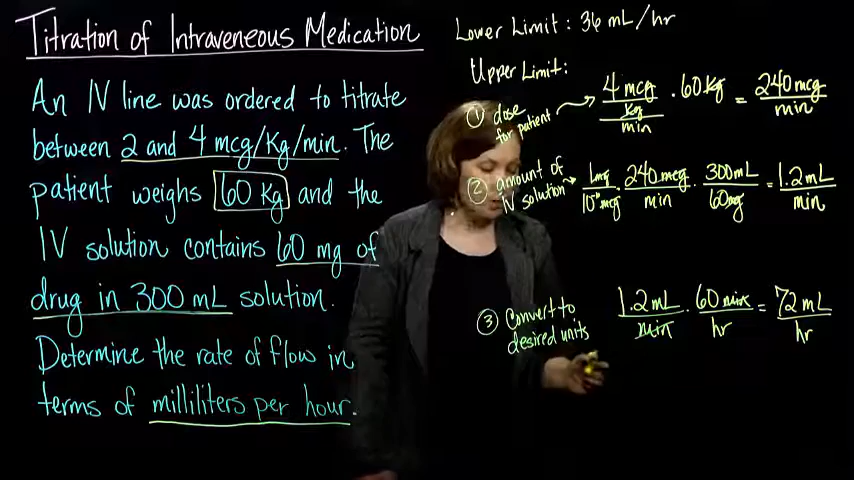 Titration of Intraveneous Medication
An IV line was ordered to titrate
between 2 and 4 mcg/Kg/min. The
patient weighs 60 Kg and the
IV solution contains 60 mg of
drug in 300 mL solution.
Determine the rate of flow in
terms of milliliters per hour.
Lower Limit: 36 mL/hr
Upper Limit:
① dose for patient → 4 mcg/Kg/min · 60 Kg = 240 mcg/min
② amount of IV solution → 1mg/10³mcg · 240 mcg/min · 300mL/60mg = 1.2 mL/min
③ Convert to desired units 1.2 mL/min · 60 min/hr = 72 mL/hr